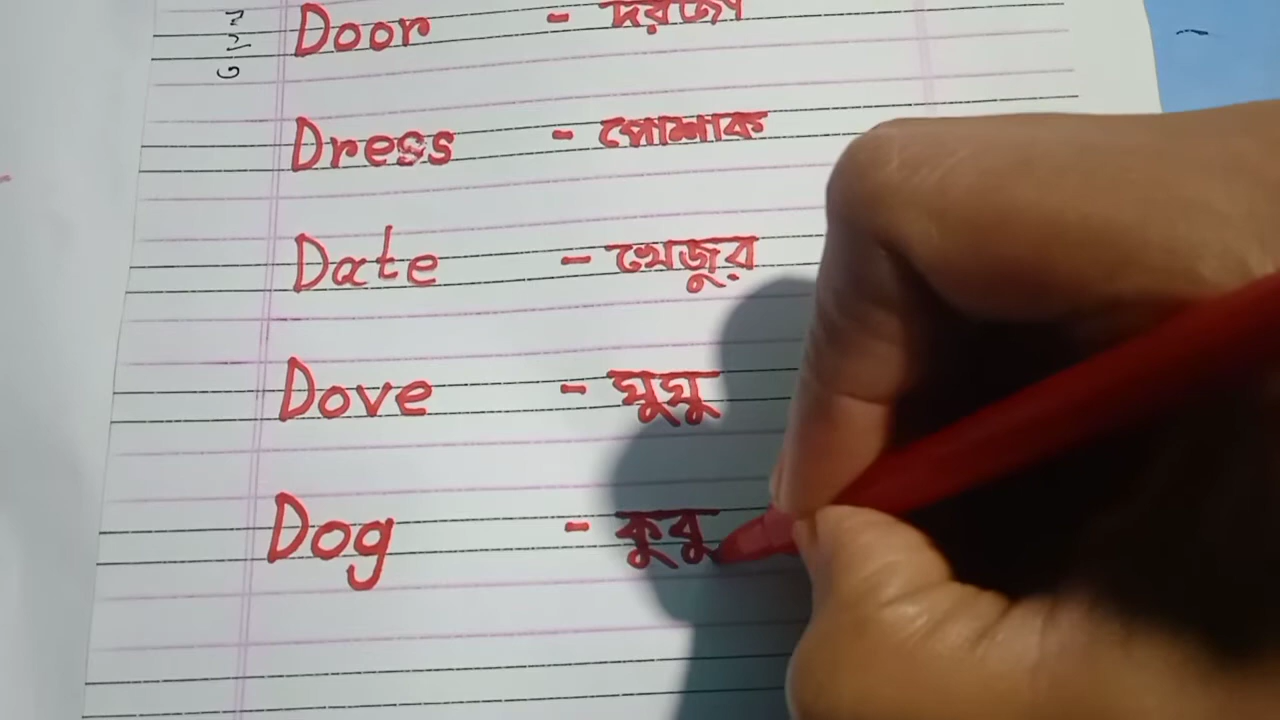 Door - দরজা
Dress - পোশাক
Date - খেজুর
Dove - ঘুঘু
Dog - কুবু